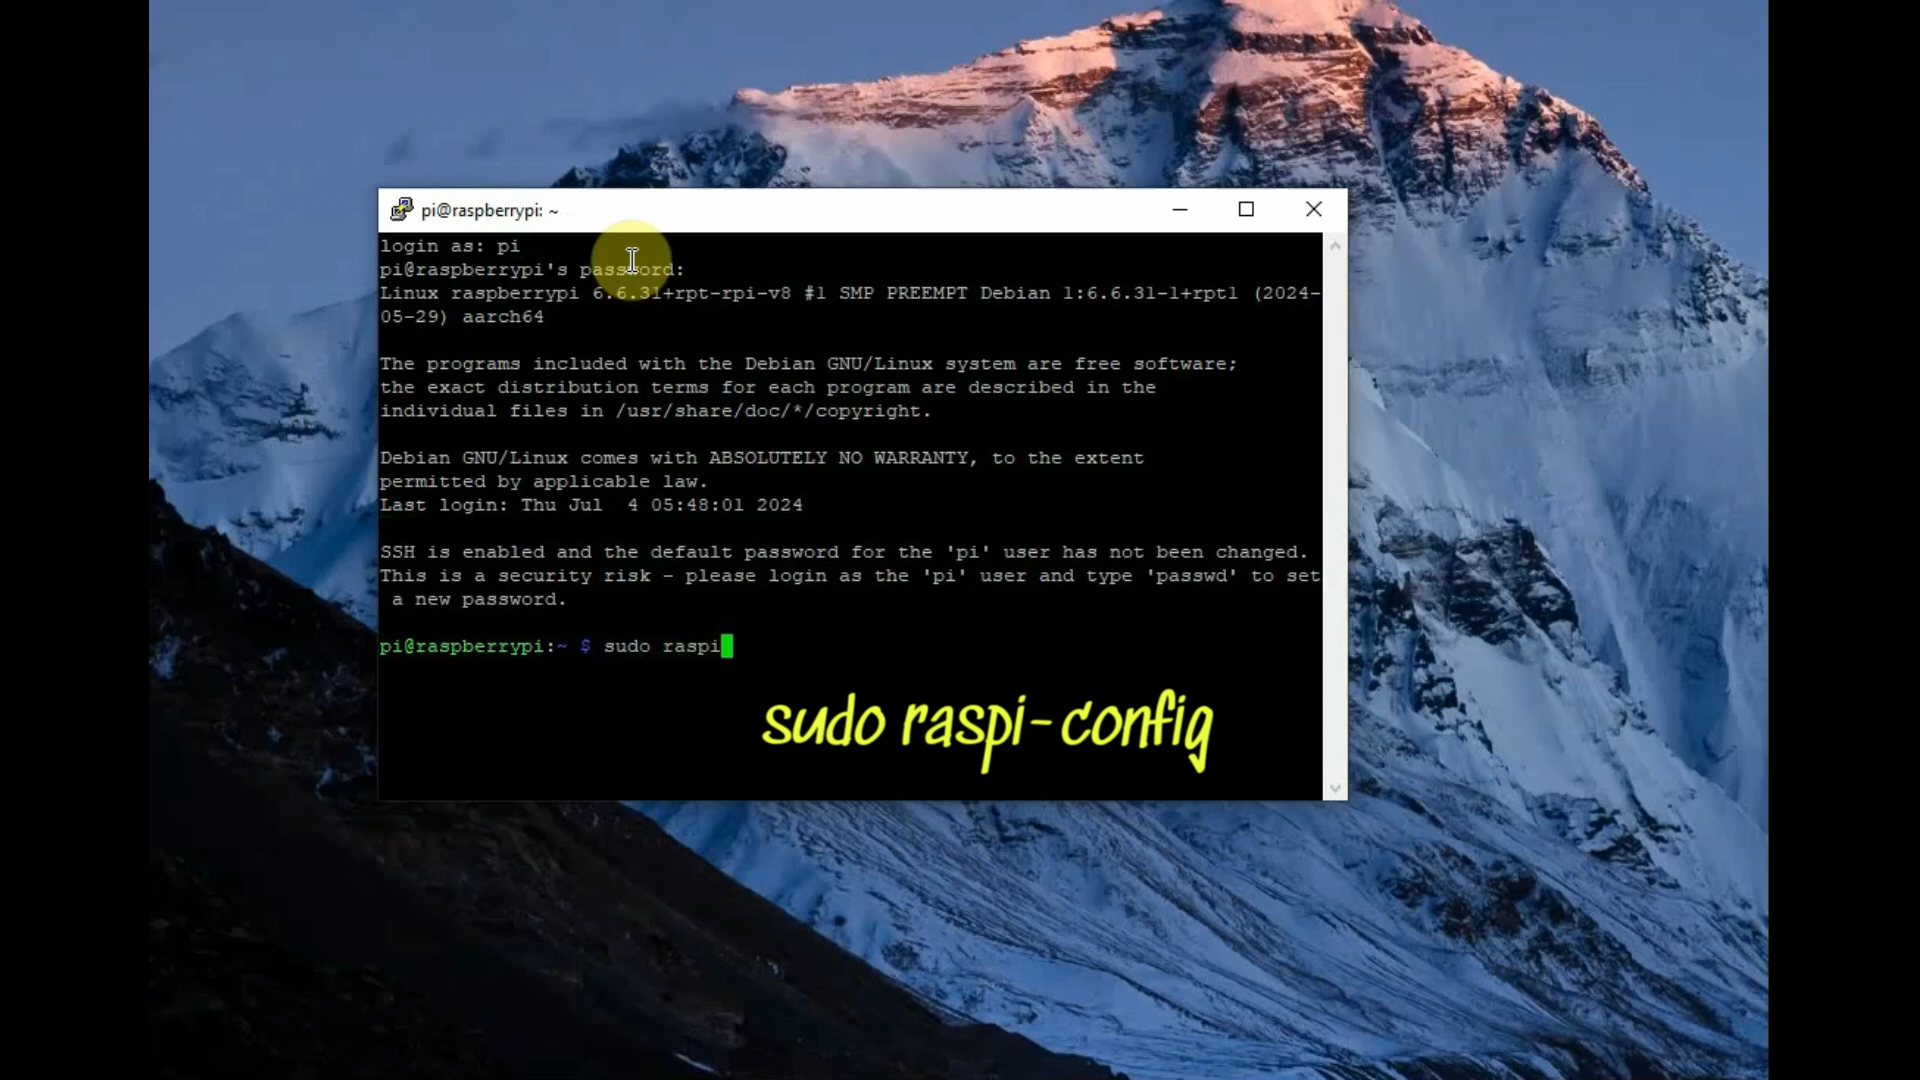 pi@raspberrypi: ~
login as: pi
pi@raspberrypi's password:
Linux raspberrypi 6.6.31+rpt-rpi-v8 #1 SMP PREEMPT Debian 1:6.6.31-1+rpt1 (2024-
05-29) aarch64
The programs included with the Debian GNU/Linux system are free software;
the exact distribution terms for each program are described in the
individual files in /usr/share/doc/*/copyright.
Debian GNU/Linux comes with ABSOLUTELY NO WARRANTY, to the extent
permitted by applicable law.
Last login: Thu Jul  4 05:48:01 2024
SSH is enabled and the default password for the 'pi' user has not been changed.
This is a security risk - please login as the 'pi' user and type 'passwd' to set
 a new password.
pi@raspberrypi:~ $ sudo raspi
sudo raspi-config